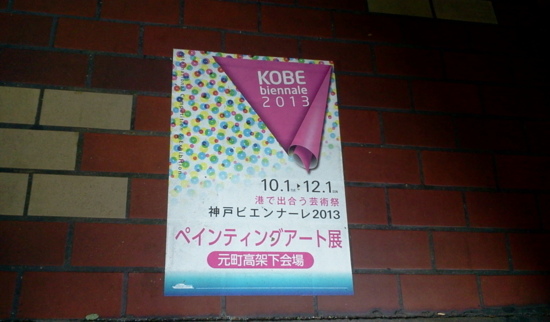 KOBE
biennale
2013
10.1 12.1
港で出合う芸術祭
神戸ビエンナーレ2013
ペインティングアート展
元町高架下会場